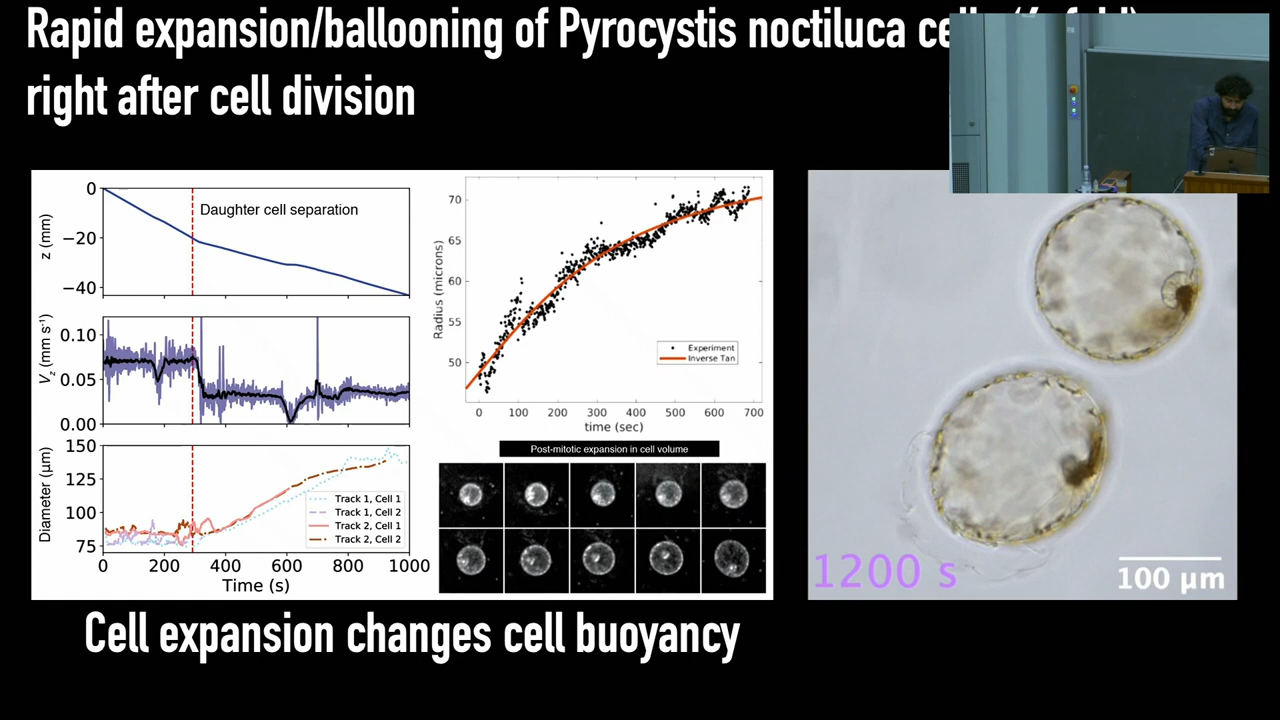 Rapid expansion/ballooning of Pyrocystis noctiluca
right after cell division
Daughter cell separation
z (mm)
0
−20
−40
Vz (mm s⁻¹)
0.10
0.05
0.00
Diameter (μm)
150
125
100
75
Track 1, Cell 1
Track 1, Cell 2
Track 2, Cell 1
Track 2, Cell 2
0 200 400 600 800 1000
Time (s)
Radius (microns)
70
65
60
55
50
Experiment
Inverse Tan
0 100 200 300 400 500 600 700
time (sec)
Post-mitotic expansion in cell volume
1200 s
100 μm
Cell expansion changes cell buoyancy